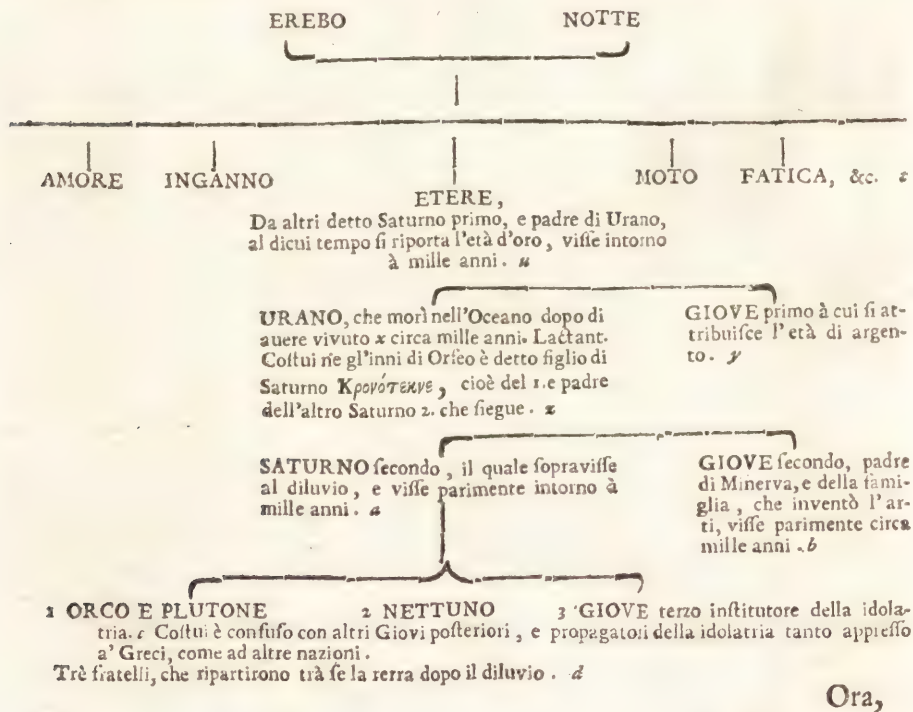 EREBO NOTTE
AMORE INGANNO MOTO FATICA, &c. t
ETERE,
Da altri detto Saturno primo, e padre di Urano,
al dicui tempo ſi riporta l'età d'oro, viſſe intorno
à mille anni. u
URANO, che morì nell'Oceano dopo di
auere vivuto x circa mille anni. Lactant.
Coſtui ne gl'inni di Orfeo è detto figlio di
Saturno Κρονότεκνε, cioè del 1. e padre
dell'altro Saturno 2. che ſiegue. z
GIOVE primo à cui ſi at-
tribuiſce l'età di argen-
to. y
SATURNO ſecondo, il quale ſopraviſſe
al diluvio, e viſſe parimente intorno à
mille anni. a
GIOVE ſecondo, padre
di Minerva, e della fami-
glia, che inventò l'ar-
ti, viſſe parimente circa
mille anni. b
1 ORCO E PLUTONE 2 NETTUNO 3 GIOVE terzo inſtitutore della idola-
tria. c Coſtui è confuſo con altri Giovi poſteriori, e propagatori della idolatria tanto appreſſo
a' Greci, come ad altre nazioni.
Trè fratelli, che ripartirono trà ſe la rerra dopo il diluvio. d
Ora,